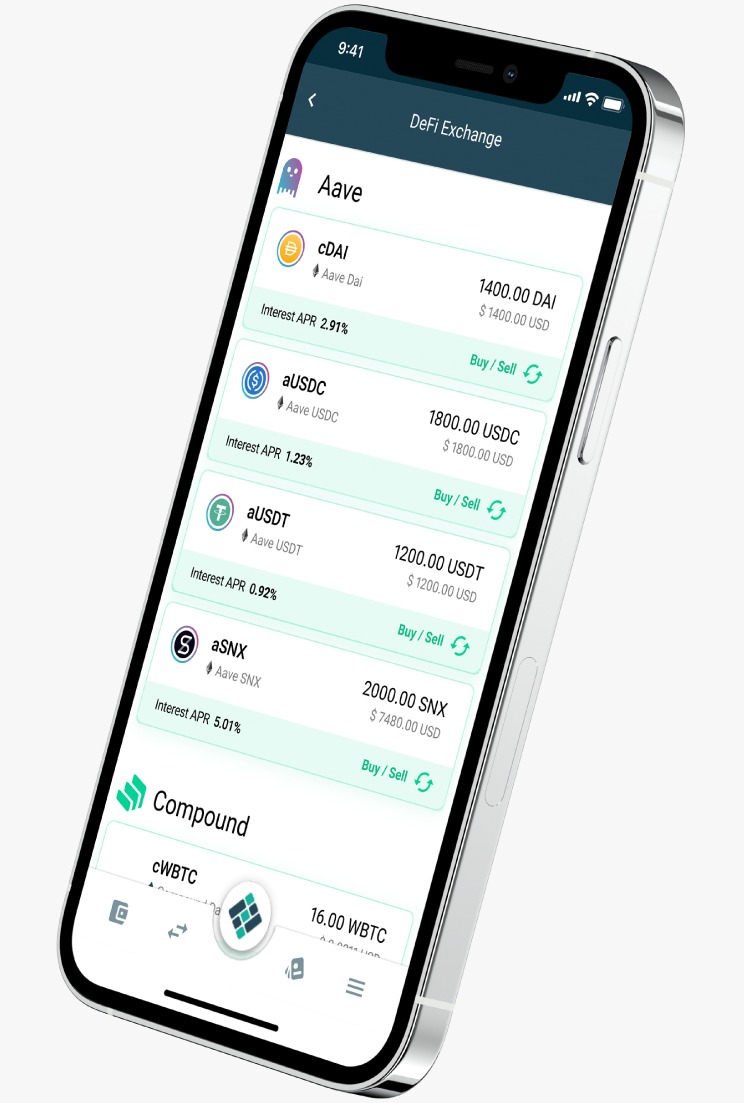 9:41
DeFi Exchange
Aave
cDAI
1400.00 DAI
Aave Dai
$ 1400.00 USD
Interest APR 2.91%
Buy / Sell
aUSDC
1800.00 USDC
Aave USDC
$ 1800.00 USD
Interest APR 1.23%
Buy / Sell
aUSDT
1200.00 USDT
Aave USDT
$ 1200.00 USD
Interest APR 0.92%
Buy / Sell
aSNX
2000.00 SNX
Aave SNX
$ 7480.00 USD
Interest APR 5.01%
Buy / Sell
Compound
cWBTC
16.00 WBTC